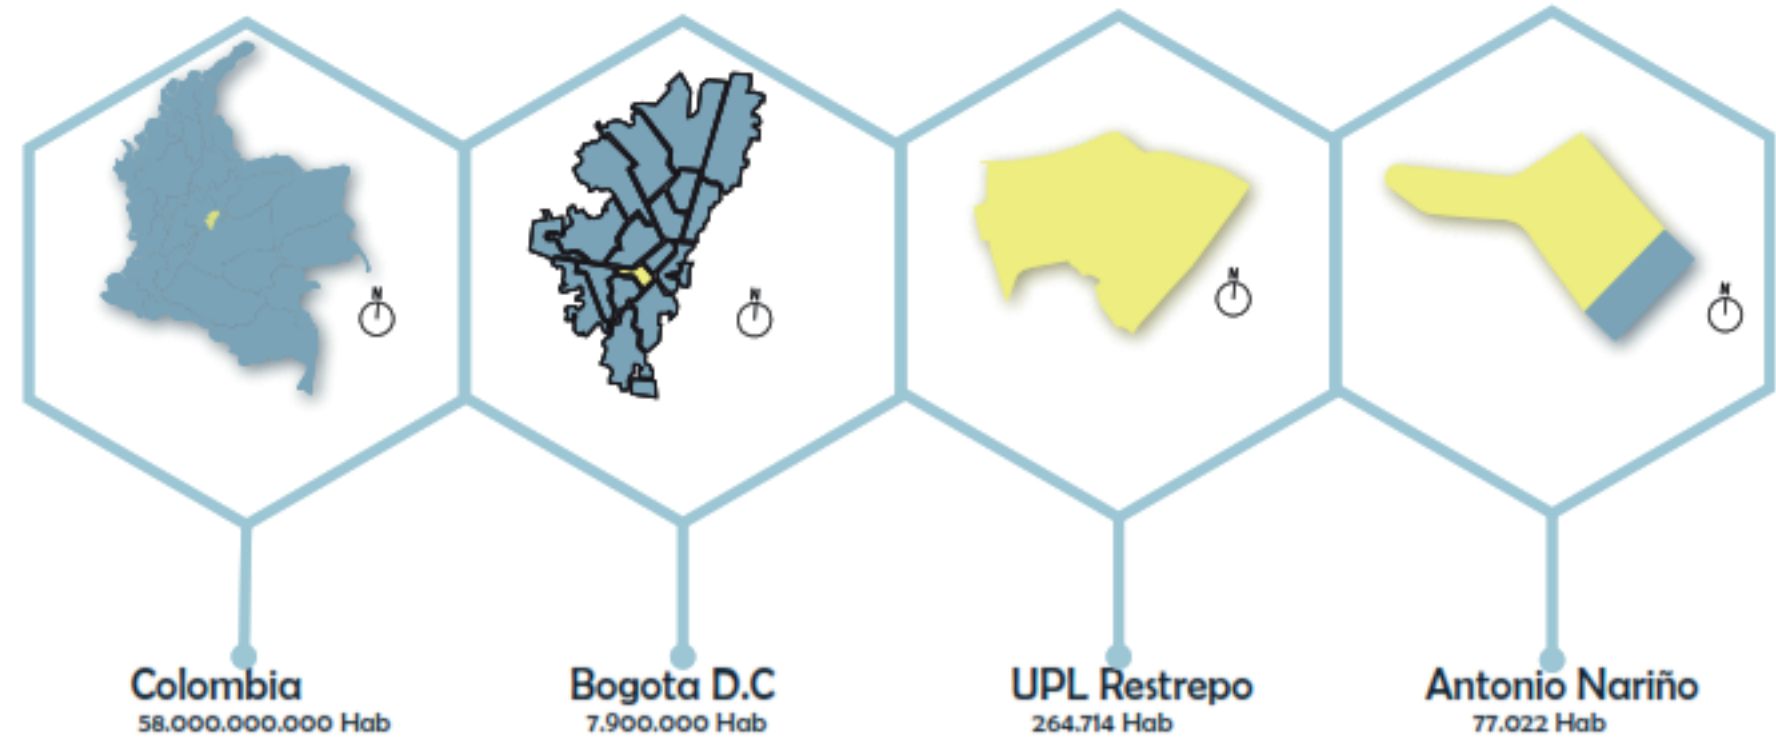 N
N
N
N
Colombia
58.000.000.000 Hab
Bogota D.C
7.900.000 Hab
UPL Restrepo
264.714 Hab
Antonio Nariño
77.022 Hab